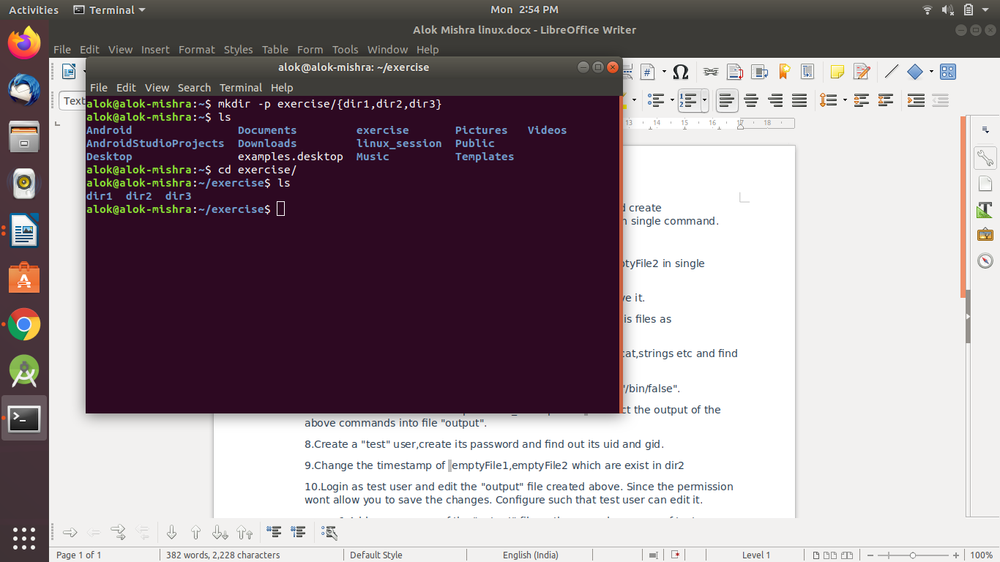 Activities Terminal Mon 2:54 PM
Alok Mishra linux.docx - LibreOffice Writer
File Edit View Insert Format Styles Table Form Tools Window Help
alok@alok-mishra: ~/exercise
File Edit View Search Terminal Help
Text
alok@alok-mishra:~$ mkdir -p exercise/{dir1,dir2,dir3}
alok@alok-mishra:~$ ls
Android Documents exercise Pictures Videos
AndroidStudioProjects Downloads linux_session Public
Desktop examples.desktop Music Templates
alok@alok-mishra:~$ cd exercise/
alok@alok-mishra:~/exercise$ ls
dir1 dir2 dir3
alok@alok-mishra:~/exercise$
13 14 15 16 17 18
d create
single command.
ptyFile2 in single
ve it.
is files as
cat,strings etc and find
"/bin/false".
ct the output of the
above commands into file "output".
8.Create a "test" user,create its password and find out its uid and gid.
9.Change the timestamp of emptyFile1,emptyFile2 which are exist in dir2
10.Login as test user and edit the "output" file created above. Since the permission
wont allow you to save the changes. Configure such that test user can edit it.
Page 1 of 1 382 words, 2,228 characters Default Style English (India) Level 1 100%